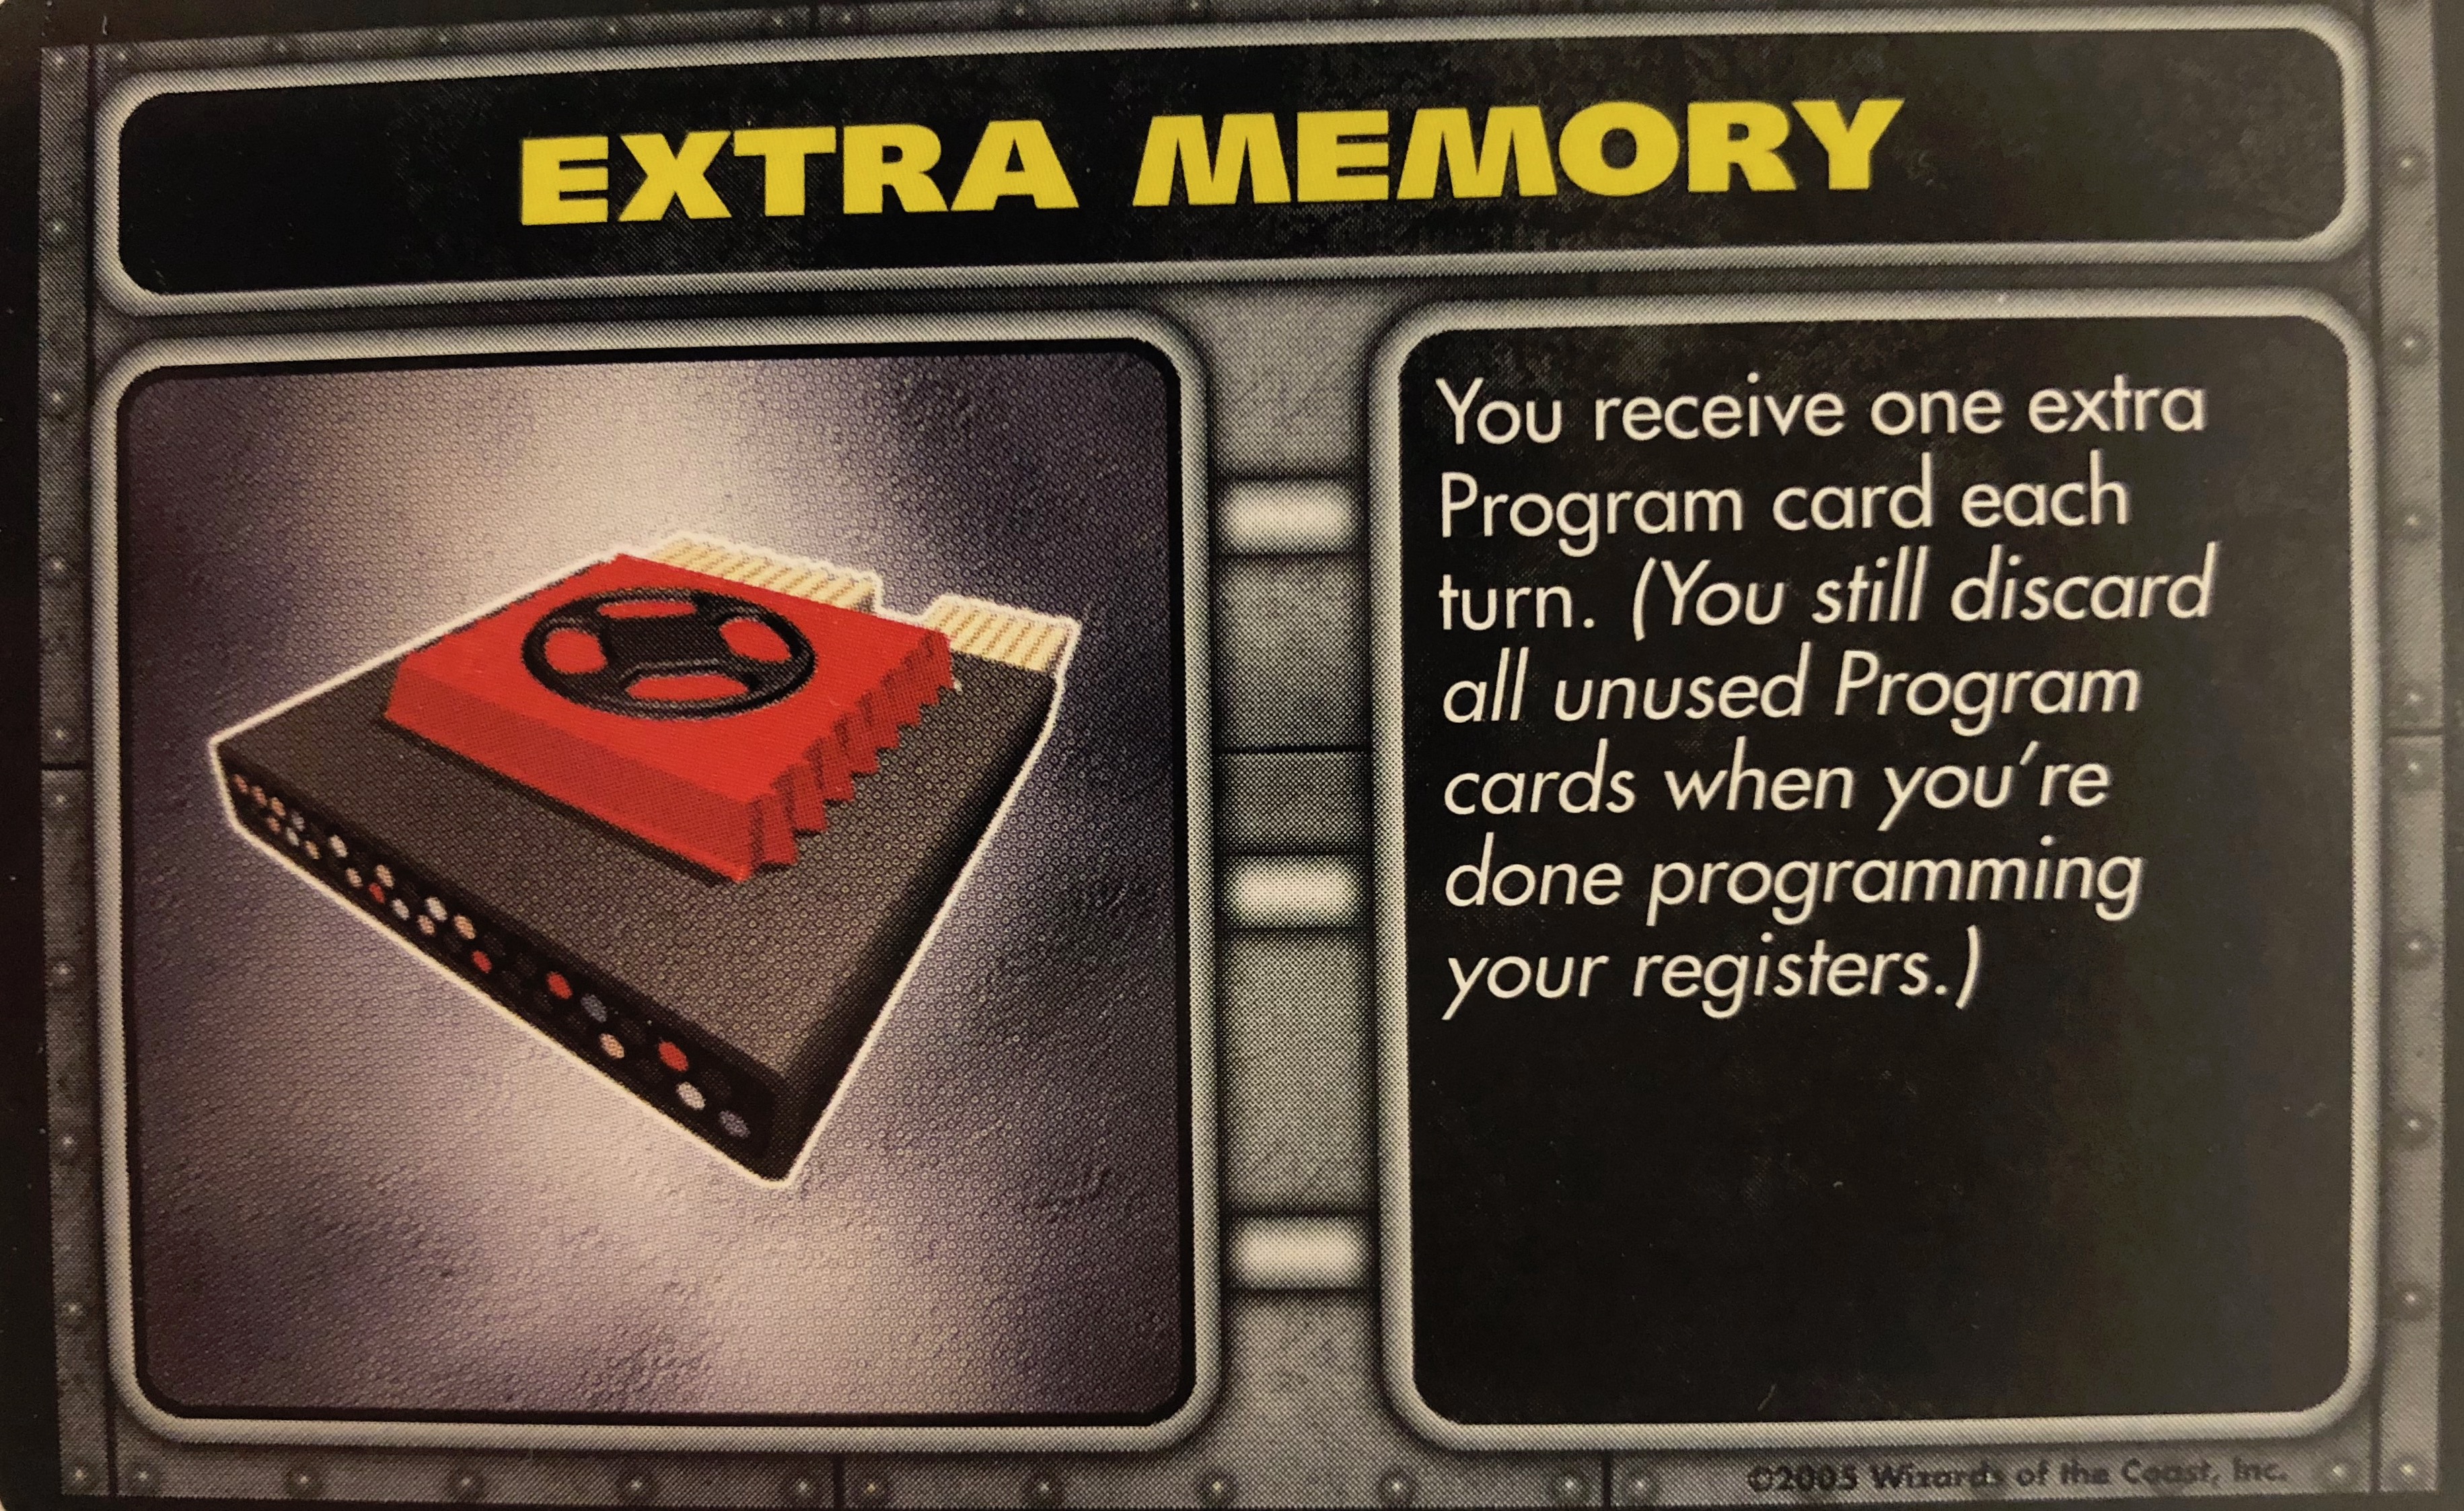 EXTRA MEMORY
You receive one extra
Program card each
turn. (You still discard
all unused Program
cards when you're
done programming
your registers.)
©2005 Wizards of the Coast, Inc.